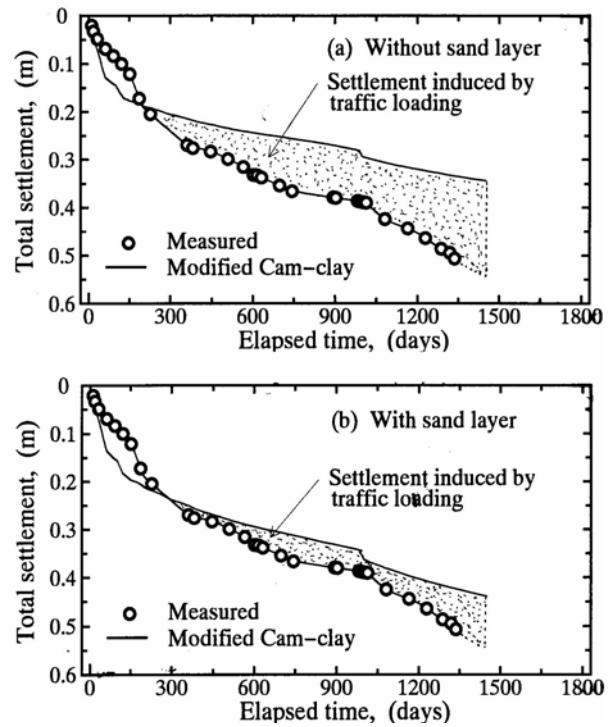 0
0.1
0.2
0.3
0.4
0.5
0.6
Total settlement, (m)
(a) Without sand layer
Settlement induced by
traffic loading
Measured
Modified Cam-clay
0 300 600 900 1200 1500 1800
Elapsed time, (days)
0
0.1
0.2
0.3
0.4
0.5
0.6
Total settlement, (m)
(b) With sand layer
Settlement induced by
traffic loading
Measured
Modified Cam-clay
0 300 600 900 1200 1500 1800
Elapsed time, (days)